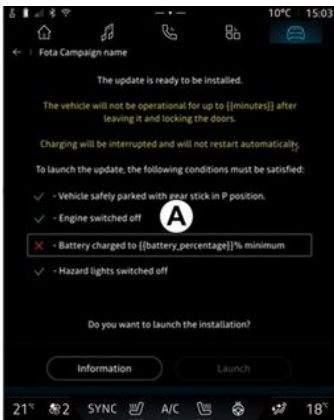 10°C 15:03
Fota Campaign name
The update is ready to be installed.
The vehicle will not be operational for up to [[minutes]] after
leaving it and locking the doors.
Charging will be interrupted and will not restart automatically.
To launch the update, the following conditions must be satisfied:
- Vehicle safely parked with gear stick in P position.
- Engine switched off
A
- Battery charged to [[battery_percentage]]% minimum
- Hazard lights switched off
Do you want to launch the installation?
Information Launch
21°C 2 SYNC A/C 18°C